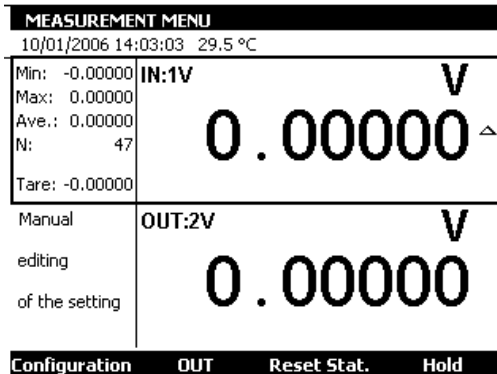 MEASUREMENT MENU
10/01/2006 14:03:03 29.5 °C
Min: -0.00000
Max: 0.00000
Ave.: 0.00000
N: 47
Tare: -0.00000
IN:1V
V
0.00000
Manual
editing
of the setting
OUT:2V
V
0.00000
Configuration OUT Reset Stat. Hold